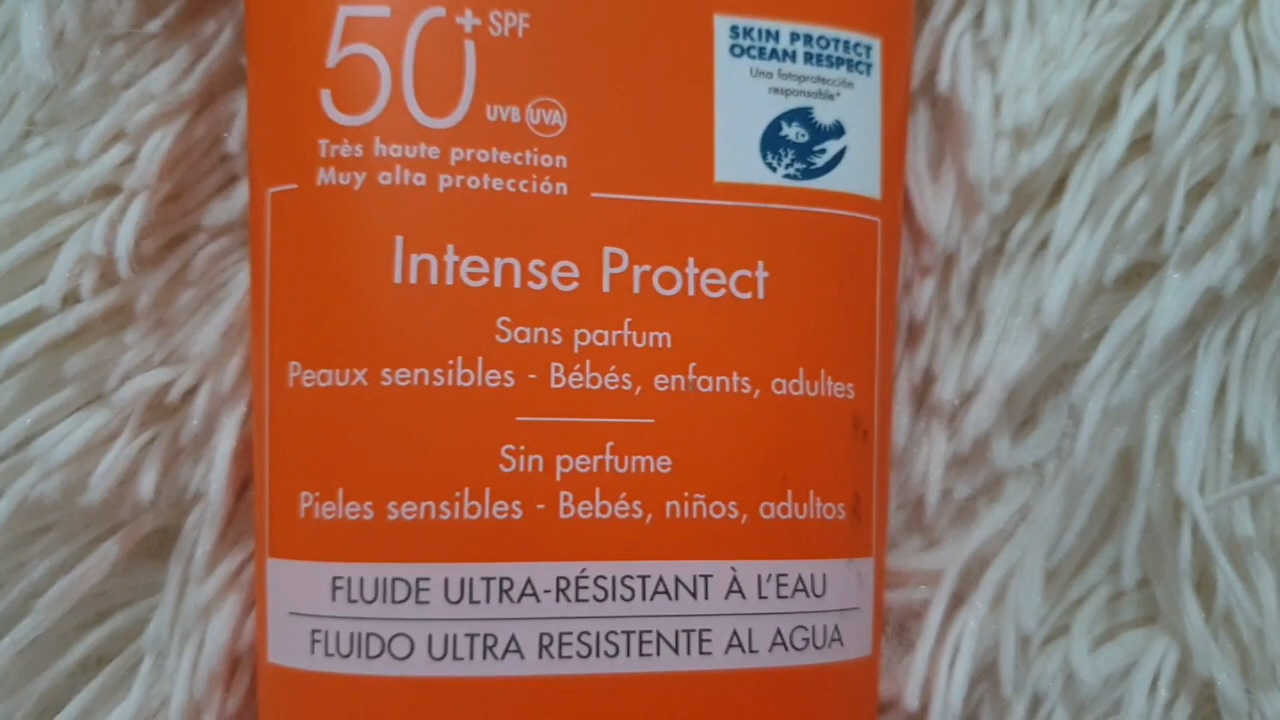 50+ SPF
UVB UVA
Très haute protection
Muy alta protección
SKIN PROTECT
OCEAN RESPECT
Una fotoprotección
responsable*
Intense Protect
Sans parfum
Peaux sensibles - Bébés, enfants, adultes
Sin perfume
Pieles sensibles - Bebés, niños, adultos
FLUIDE ULTRA-RÉSISTANT À L'EAU
FLUIDO ULTRA RESISTENTE AL AGUA